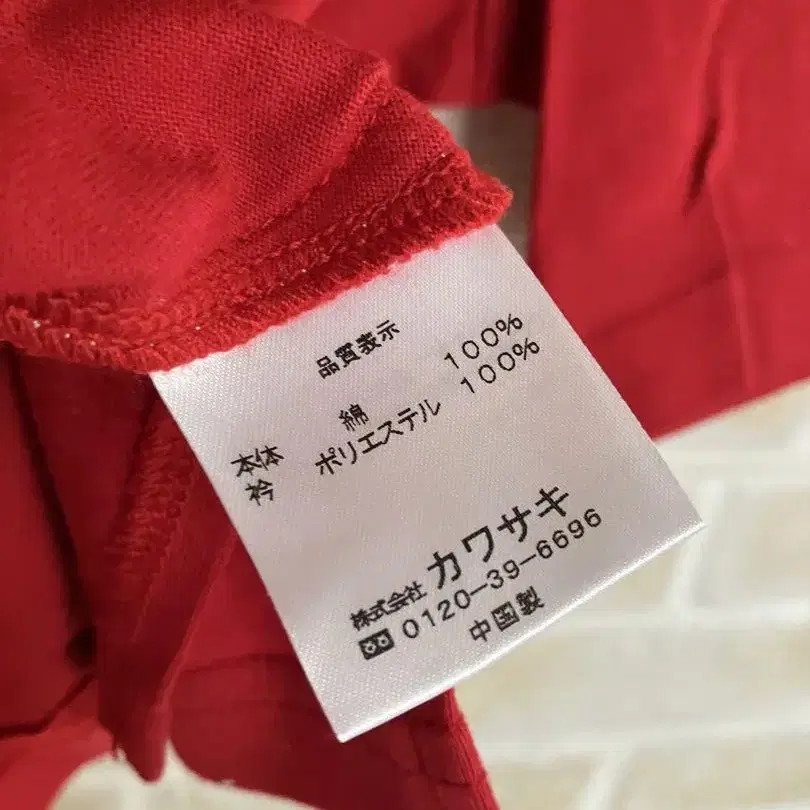 品質表示
本体 綿 100%
衿 ポリエステル 100%
株式会社 カワサキ
0120-39-6696
中国製